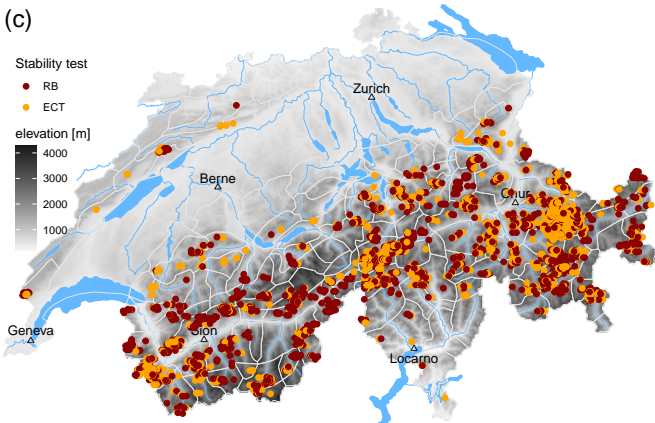 (c)
Stability test
RB
ECT
elevation [m]
4000
3000
2000
1000
Zurich
Berne
Chur
Geneva
Sion
Locarno